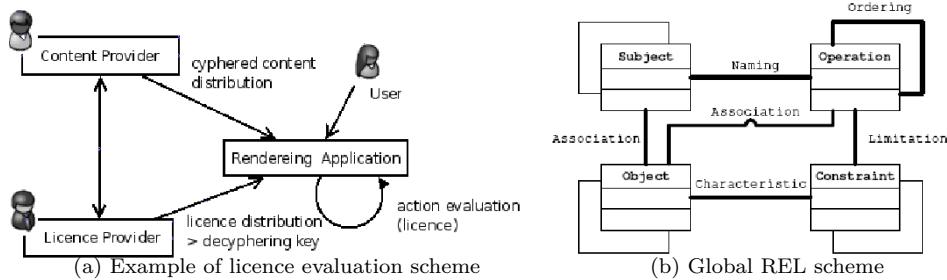 Content Provider
cyphered content
distribution
User
Rendereing Application
Licence Provider
licence distribution
> decyphering key
action evaluation
(licence)
(a) Example of licence evaluation scheme
Ordering
Subject
Operation
Naming
Association
Association
Limitation
Object
Characteristic
Constraint
(b) Global REL scheme